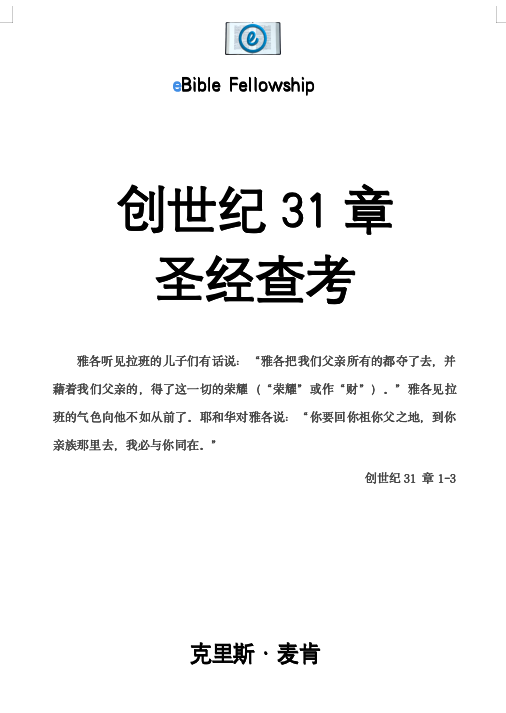 e
eBible Fellowship
创世纪 31 章
圣经查考
雅各听见拉班的儿子们有话说：“雅各把我们父亲所有的都夺了去，并
藉着我们父亲的，得了这一切的荣耀（“荣耀”或作“财”）。”雅各见拉
班的气色向他不如从前了。耶和华对雅各说：“你要回你祖你父之地，到你
亲族那里去，我必与你同在。”
创世纪 31 章 1-3
克里斯·麦肯